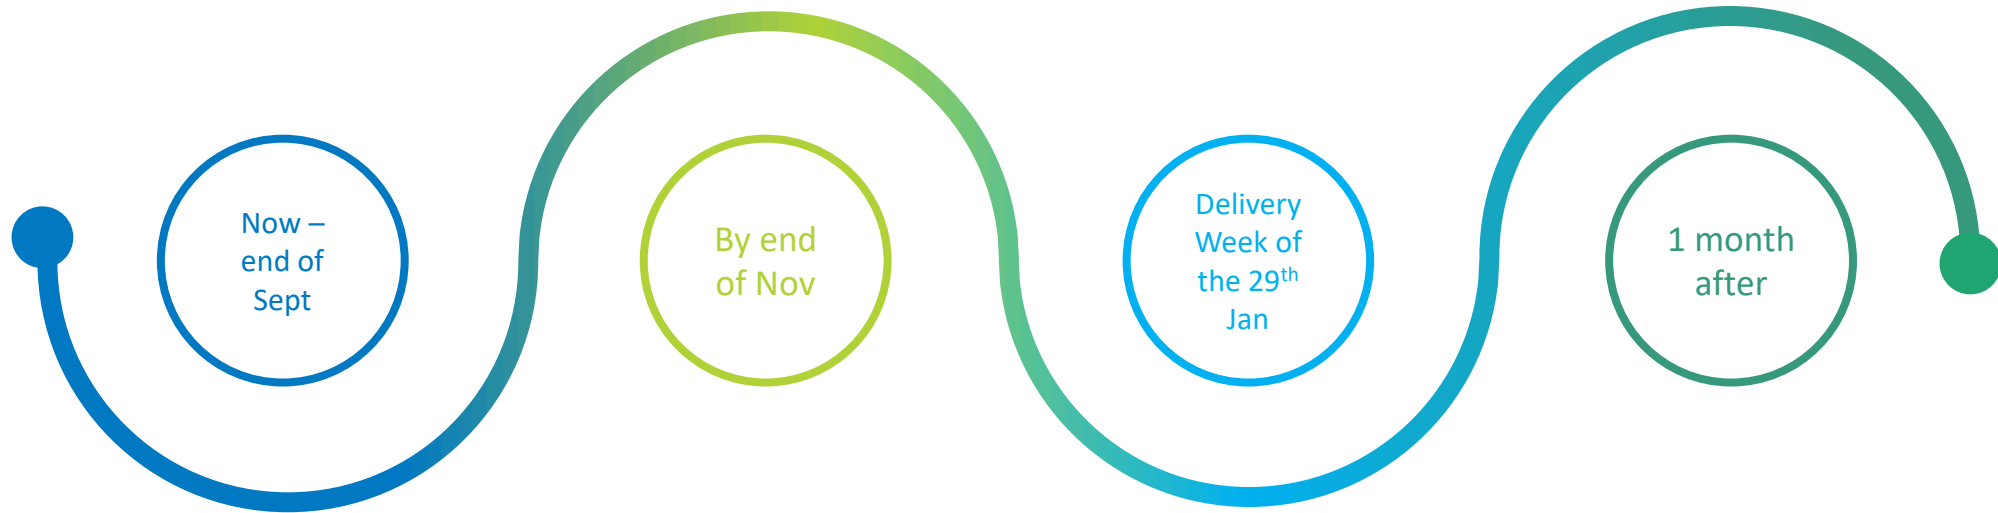 Now –
end of
Sept
By end
of Nov
Delivery
Week of
the 29th
Jan
1 month
after